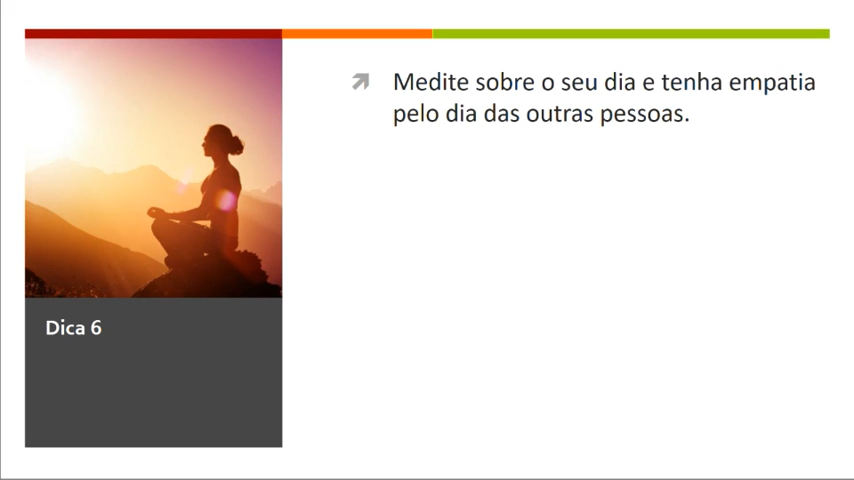 Medite sobre o seu dia e tenha empatia
pelo dia das outras pessoas.
Dica 6